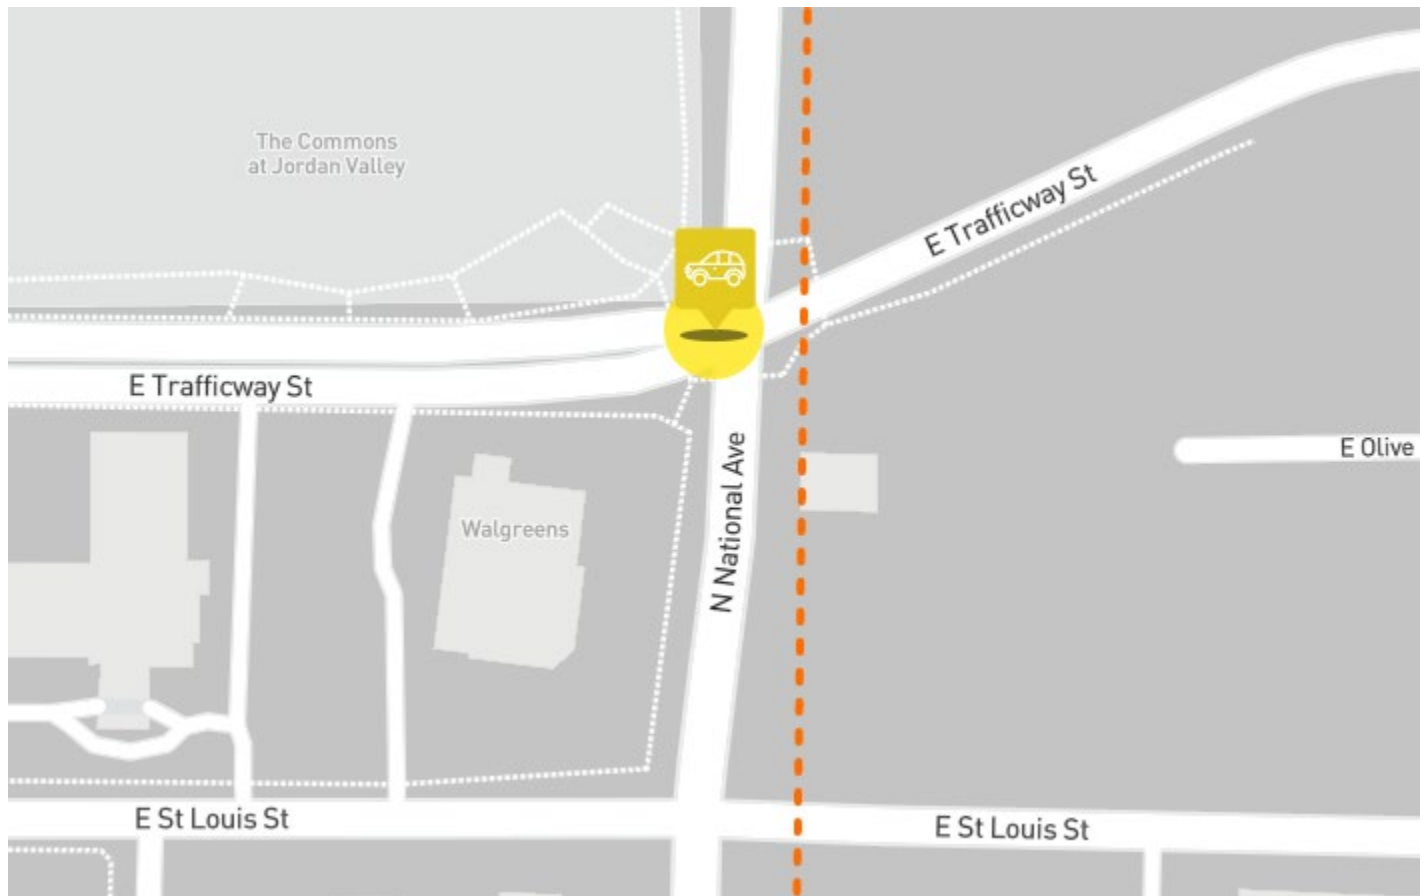 The Commons
at Jordan Valley
E Trafficway St
E Trafficway St
N National Ave
E Olive
Walgreens
E St Louis St
E St Louis St